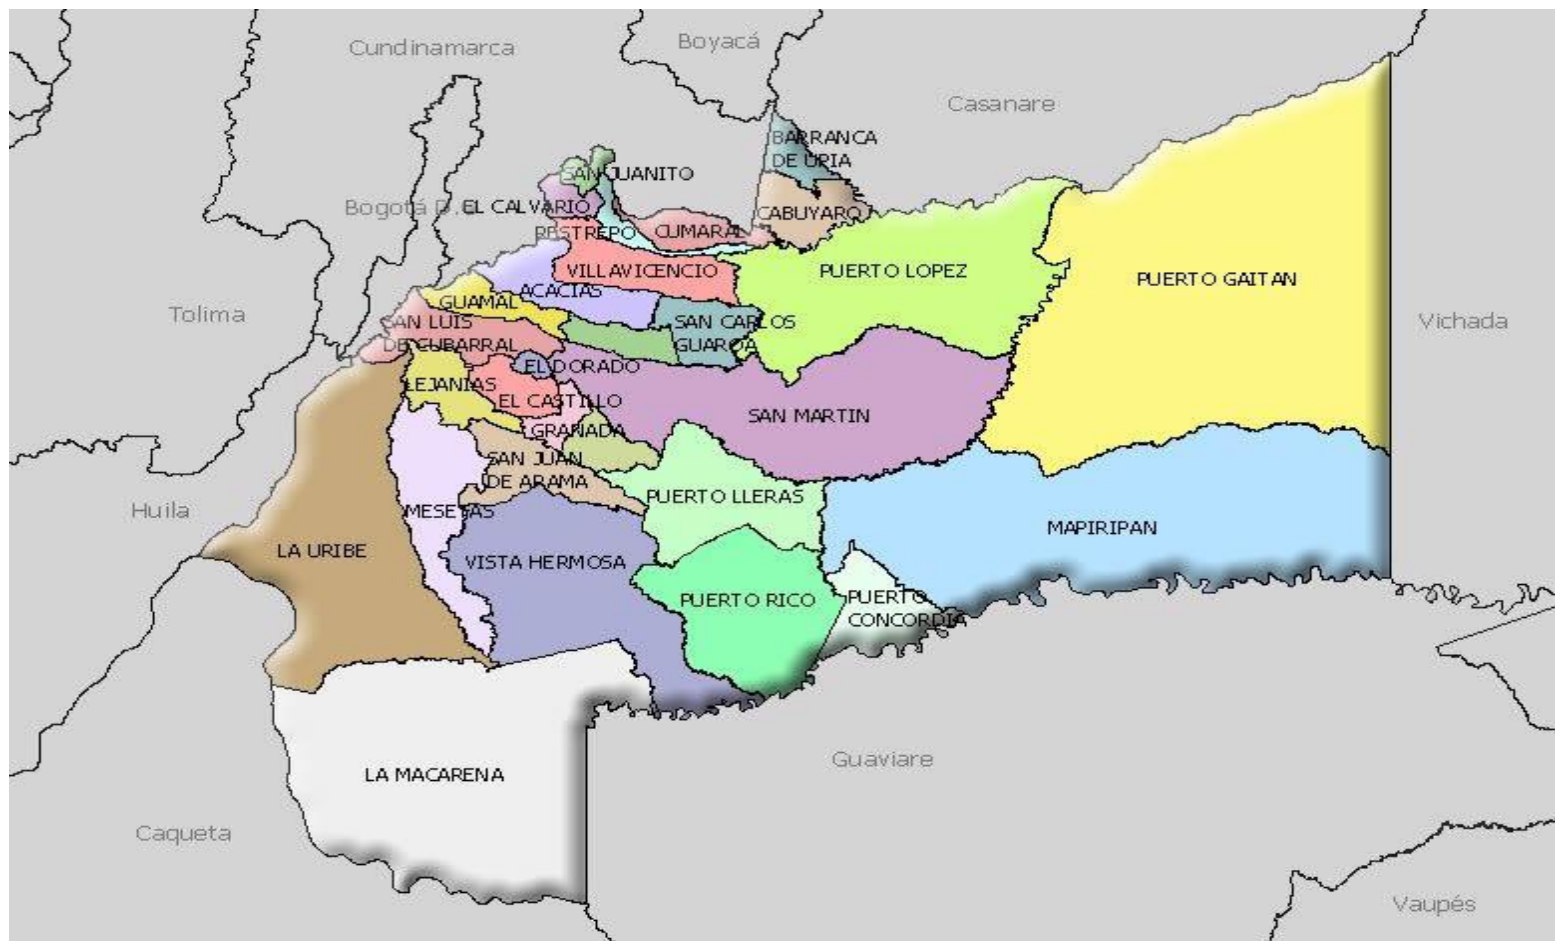 Cundinamarca
Boyacá
Casanare
BARRANCA
DE UPIA
SAN JUANITO
Bogotá D.
EL CALVARIO
CABUYARO
RESTREPO
CUMARAL
VILLAVICENCIO
PUERTO LOPEZ
PUERTO GAITAN
ACACIAS
GUAMAL
Tolima
SAN LUIS
DE CUBARRAL
SAN CARLOS
GUAROA
Vichada
EL DORADO
LEJANIAS
EL CASTILLO
SAN MARTIN
GRANADA
SAN JUAN
DE ARAMA
PUERTO LLERAS
Huila
MESETAS
MAPIRIPAN
LA URIBE
VISTA HERMOSA
PUERTO RICO
PUERTO
CONCORDIA
Guaviare
LA MACARENA
Caqueta
Vaupés